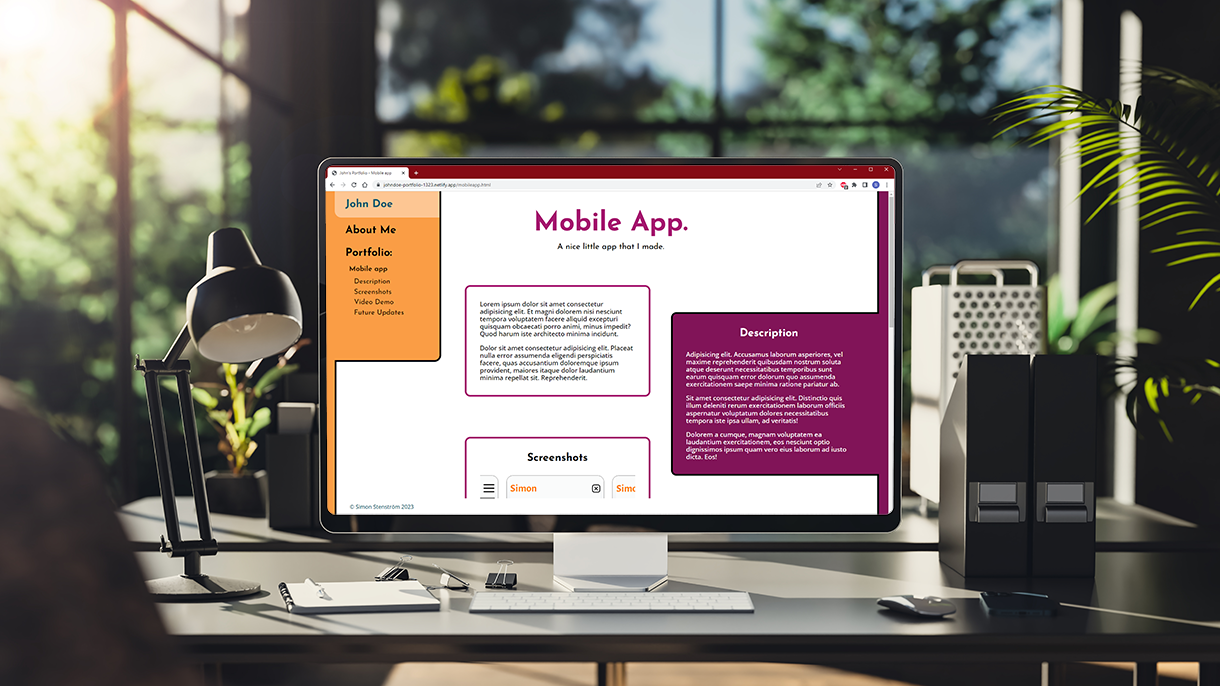 John's Portfolio - Mobile app
johndoe-portfolio-1323.netlify.app/mobileapp.html
John Doe
About Me
Portfolio:
Mobile app
Description
Screenshots
Video Demo
Future Updates
Mobile App.
A nice little app that I made.
Lorem ipsum dolor sit amet consectetur
adipisicing elit. Et magni dolorem nisi nostrum
tempora voluptatem facere aliquid excepturi
quisquam obcaecati porro animi, minus impedit?
Quod harum iste architecto minima incidunt.
Dolor sit amet consectetur adipisicing elit. Placeat
nulla error assumenda eligendi perspiciatis
facere, quas accusantium doloremque ipsum
provident, maiores itaque dolor laudantium
minima repellat sit. Reprehenderit.
Screenshots
Simon
Simo
Description
Adipisicing elit. Accusamus laborum asperiores, vel
maxime reprehenderit quibusdam nostrum soluta
atque deserunt necessitatibus temporibus sunt
earum quisquam error dolorum quo assumenda
exercitationem saepe minima ratione pariatur ab.
Sit amet consectetur adipisicing elit. Distinctio quis
illum deleniti rerum exercitationem laborum officiis
aspernatur voluptatum dolores necessitatibus
tempora iste ipsa ullam, ad veritatis!
Dolorem a cumque, magnam voluptatem ea
laudantium exercitationem, eos nesciunt optio
dignissimos ipsum quam vero eius laborum ad iusto
dicta. Eos!
© Simon Stenström 2023